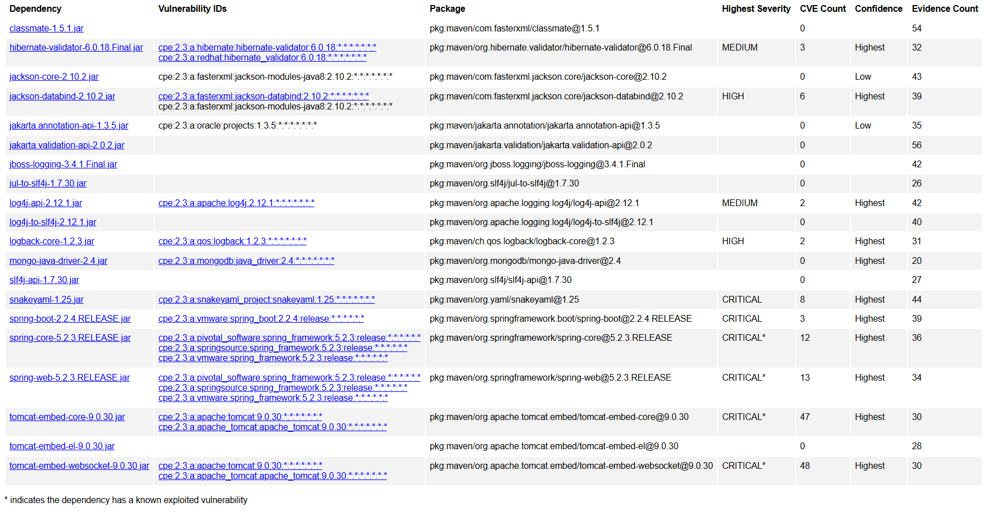 Dependency Vulnerability IDs Package Highest Severity CVE Count Confidence Evidence Count
classmate-1.5.1.jar pkg:maven/com.fasterxml/classmate@1.5.1 0 54
hibernate-validator-6.0.18.Final.jar cpe:2.3:a:hibernate:hibernate-validator:6.0.18:*:*:*:*:*:*:* pkg:maven/org.hibernate.validator/hibernate-validator@6.0.18.Final MEDIUM 3 Highest 32
cpe:2.3:a:redhat:hibernate_validator:6.0.18:*:*:*:*:*:*:*
jackson-core-2.10.2.jar cpe:2.3:a:fasterxml:jackson-modules-java8:2.10.2:*:*:*:*:*:*:* pkg:maven/com.fasterxml.jackson.core/jackson-core@2.10.2 0 Low 43
jackson-databind-2.10.2.jar cpe:2.3:a:fasterxml:jackson-databind:2.10.2:*:*:*:*:*:*:* pkg:maven/com.fasterxml.jackson.core/jackson-databind@2.10.2 HIGH 6 Highest 39
cpe:2.3:a:fasterxml:jackson-modules-java8:2.10.2:*:*:*:*:*:*:*
jakarta.annotation-api-1.3.5.jar cpe:2.3:a:oracle:projects:1.3.5:*:*:*:*:*:*:* pkg:maven/jakarta.annotation/jakarta.annotation-api@1.3.5 0 Low 35
jakarta.validation-api-2.0.2.jar pkg:maven/jakarta.validation/jakarta.validation-api@2.0.2 0 56
jboss-logging-3.4.1.Final.jar pkg:maven/org.jboss.logging/jboss-logging@3.4.1.Final 0 42
jul-to-slf4j-1.7.30.jar pkg:maven/org.slf4j/jul-to-slf4j@1.7.30 0 26
log4j-api-2.12.1.jar cpe:2.3:a:apache:log4j:2.12.1:*:*:*:*:*:*:* pkg:maven/org.apache.logging.log4j/log4j-api@2.12.1 MEDIUM 2 Highest 42
log4j-to-slf4j-2.12.1.jar pkg:maven/org.apache.logging.log4j/log4j-to-slf4j@2.12.1 0 40
logback-core-1.2.3.jar cpe:2.3:a:qos:logback:1.2.3:*:*:*:*:*:*:* pkg:maven/ch.qos.logback/logback-core@1.2.3 HIGH 2 Highest 31
mongo-java-driver-2.4.jar cpe:2.3:a:mongodb:java_driver:2.4:*:*:*:*:*:*:* pkg:maven/org.mongodb/mongo-java-driver@2.4 0 Highest 20
slf4j-api-1.7.30.jar pkg:maven/org.slf4j/slf4j-api@1.7.30 0 27
snakeyaml-1.25.jar cpe:2.3:a:snakeyaml_project:snakeyaml:1.25:*:*:*:*:*:*:* pkg:maven/org.yaml/snakeyaml@1.25 CRITICAL 8 Highest 44
spring-boot-2.2.4.RELEASE.jar cpe:2.3:a:vmware:spring_boot:2.2.4:release:*:*:*:*:*:* pkg:maven/org.springframework.boot/spring-boot@2.2.4.RELEASE CRITICAL 3 Highest 39
spring-core-5.2.3.RELEASE.jar cpe:2.3:a:pivotal_software:spring_framework:5.2.3:release:*:*:*:*:*:* pkg:maven/org.springframework/spring-core@5.2.3.RELEASE CRITICAL* 12 Highest 36
cpe:2.3:a:springsource:spring_framework:5.2.3:release:*:*:*:*:*:*
cpe:2.3:a:vmware:spring_framework:5.2.3:release:*:*:*:*:*:*
spring-web-5.2.3.RELEASE.jar cpe:2.3:a:pivotal_software:spring_framework:5.2.3:release:*:*:*:*:*:* pkg:maven/org.springframework/spring-web@5.2.3.RELEASE CRITICAL* 13 Highest 34
cpe:2.3:a:springsource:spring_framework:5.2.3:release:*:*:*:*:*:*
cpe:2.3:a:vmware:spring_framework:5.2.3:release:*:*:*:*:*:*
tomcat-embed-core-9.0.30.jar cpe:2.3:a:apache:tomcat:9.0.30:*:*:*:*:*:*:* pkg:maven/org.apache.tomcat.embed/tomcat-embed-core@9.0.30 CRITICAL* 47 Highest 30
cpe:2.3:a:apache_tomcat:apache_tomcat:9.0.30:*:*:*:*:*:*:*
tomcat-embed-el-9.0.30.jar pkg:maven/org.apache.tomcat.embed/tomcat-embed-el@9.0.30 0 28
tomcat-embed-websocket-9.0.30.jar cpe:2.3:a:apache:tomcat:9.0.30:*:*:*:*:*:*:* pkg:maven/org.apache.tomcat.embed/tomcat-embed-websocket@9.0.30 CRITICAL* 48 Highest 30
cpe:2.3:a:apache_tomcat:apache_tomcat:9.0.30:*:*:*:*:*:*:*
* indicates the dependency has a known exploited vulnerability